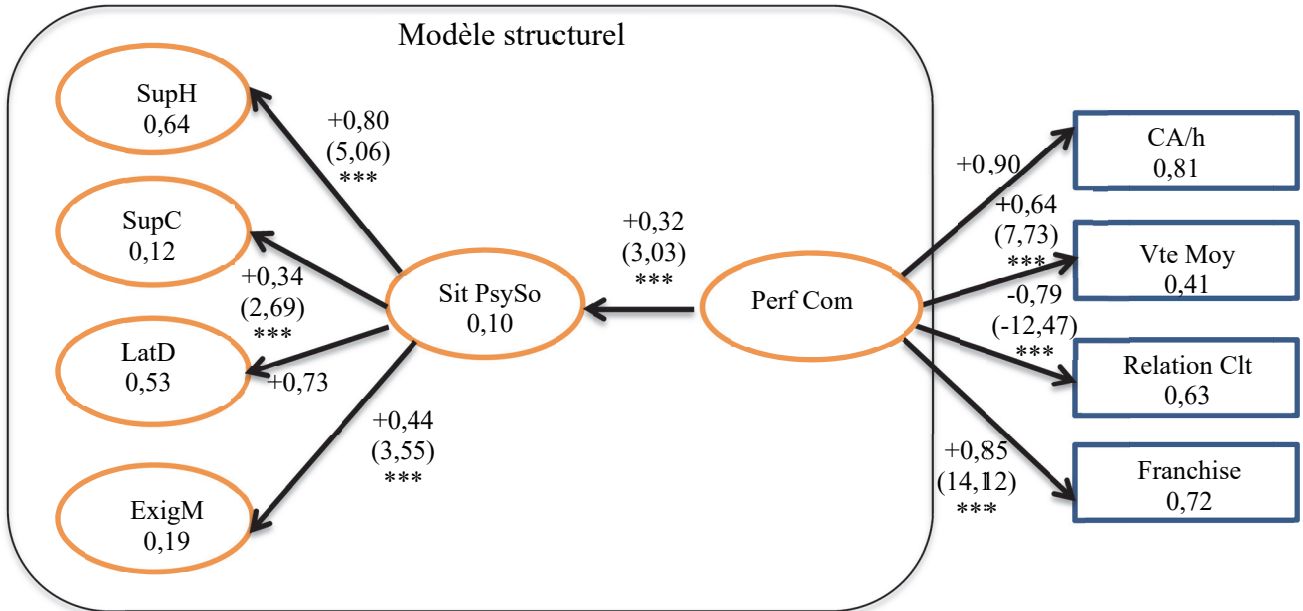 Modèle structurel
SupH
0,64
+0,80
(5,06)
***
SupC
0,12
+0,34
(2,69)
***
LatD
0,53
+0,73
+0,44
(3,55)
***
ExigM
0,19
Sit PsySo
0,10
+0,32
(3,03)
***
Perf Com
+0,90
+0,64
(7,73)
***
-0,79
(-12,47)
***
+0,85
(14,12)
***
CA/h
0,81
Vte Moy
0,41
Relation Clt
0,63
Franchise
0,72